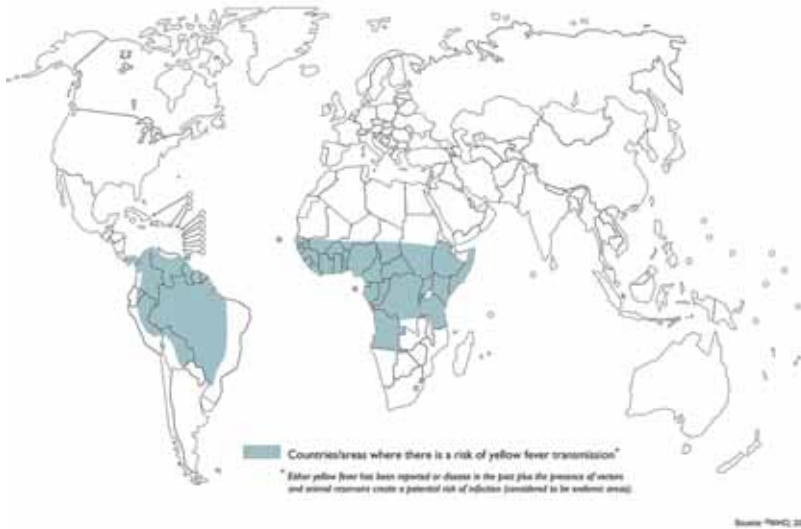 Countries/areas where there is a risk of yellow fever transmission*
* Either yellow fever has been reported or disease in the past plus the presence of vectors
and animal reservoirs create a potential risk of infection (considered to be endemic areas).
Source: WHO,